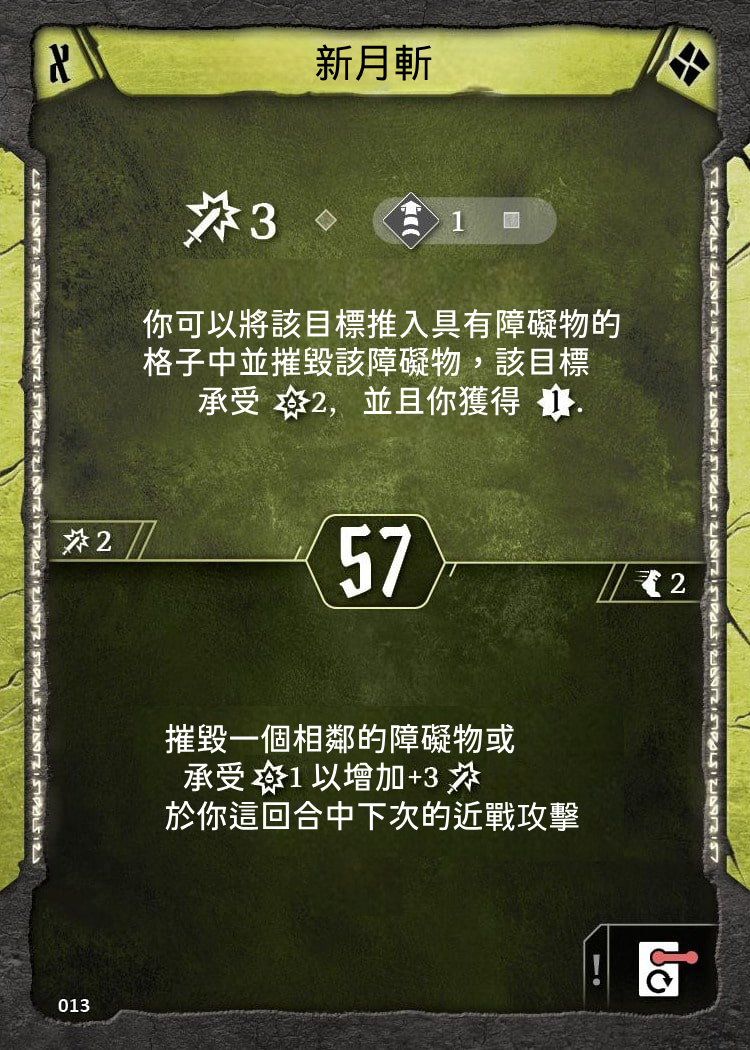 א
新月斬
3
1
你可以將該目標推入具有障礙物的
格子中並摧毀該障礙物，該目標
承受 2, 並且你獲得 1.
2
57
2
摧毀一個相鄰的障礙物或
承受 1 以增加+3
於你這回合中下次的近戰攻擊
!
013